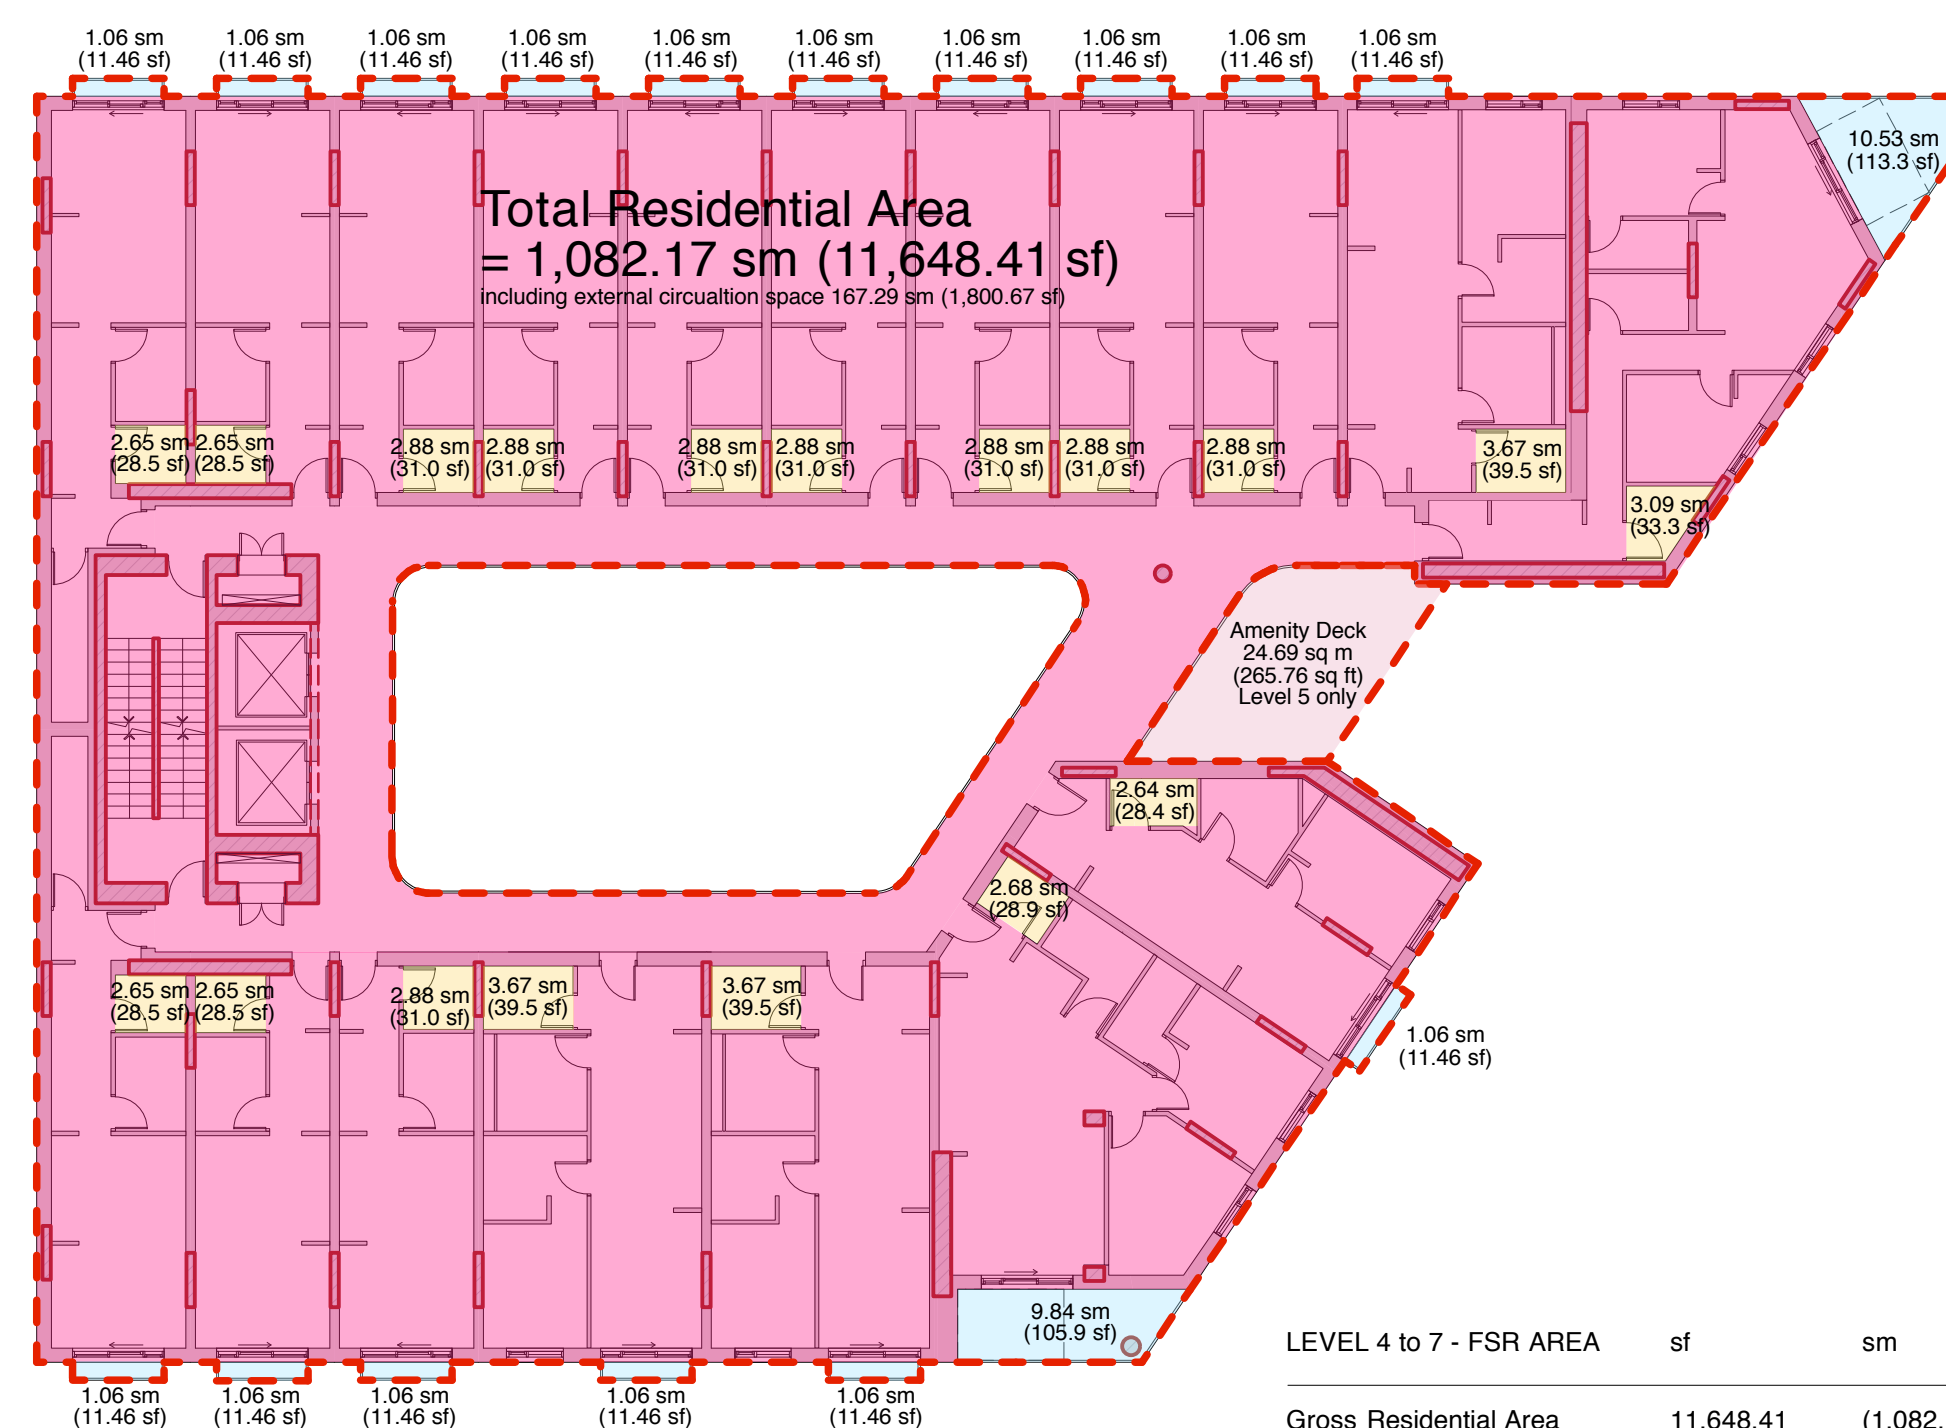 1.06 sm
(11.46 sf)
1.06 sm
(11.46 sf)
1.06 sm
(11.46 sf)
1.06 sm
(11.46 sf)
1.06 sm
(11.46 sf)
1.06 sm
(11.46 sf)
1.06 sm
(11.46 sf)
1.06 sm
(11.46 sf)
1.06 sm
(11.46 sf)
1.06 sm
(11.46 sf)
10.53 sm
(113.3 sf)
Total Residential Area
= 1,082.17 sm (11,648.41 sf)
including external circualtion space 167.29 sm (1,800.67 sf)
2.65 sm
(28.5 sf)
2.65 sm
(28.5 sf)
2.88 sm
(31.0 sf)
2.88 sm
(31.0 sf)
2.88 sm
(31.0 sf)
2.88 sm
(31.0 sf)
2.88 sm
(31.0 sf)
2.88 sm
(31.0 sf)
2.88 sm
(31.0 sf)
3.67 sm
(39.5 sf)
3.09 sm
(33.3 sf)
Amenity Deck
24.69 sq m
(265.76 sq ft)
Level 5 only
2.64 sm
(28.4 sf)
2.68 sm
(28.9 sf)
2.65 sm
(28.5 sf)
2.65 sm
(28.5 sf)
2.88 sm
(31.0 sf)
3.67 sm
(39.5 sf)
3.67 sm
(39.5 sf)
1.06 sm
(11.46 sf)
9.84 sm
(105.9 sf)
1.06 sm
(11.46 sf)
1.06 sm
(11.46 sf)
1.06 sm
(11.46 sf)
1.06 sm
(11.46 sf)
1.06 sm
(11.46 sf)
LEVEL 4 to 7 - FSR AREA sf sm
Gross Residential Area 11,648.41 (1,082.